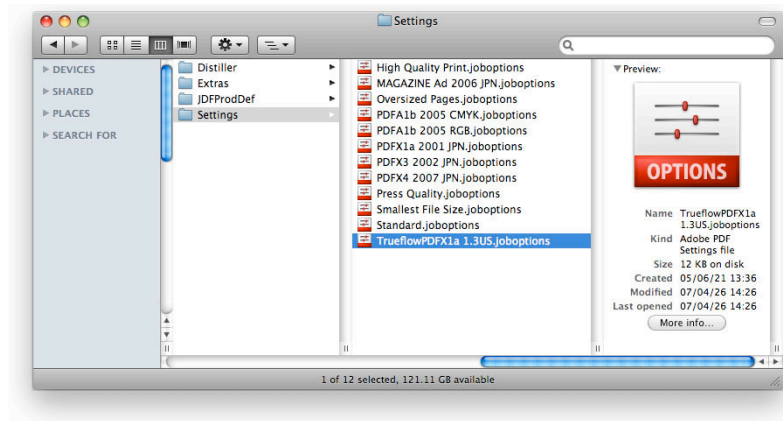 Settings
DEVICES
SHARED
PLACES
SEARCH FOR
Distiller
Extras
JDFProdDef
Settings
High Quality Print.joboptions
MAGAZINE Ad 2006 JPN.joboptions
Oversized Pages.joboptions
PDFA1b 2005 CMYK.joboptions
PDFA1b 2005 RGB.joboptions
PDFX1a 2001 JPN.joboptions
PDFX3 2002 JPN.joboptions
PDFX4 2007 JPN.joboptions
Press Quality.joboptions
Smallest File Size.joboptions
Standard.joboptions
TrueflowPDFX1a 1.3US.joboptions
Preview:
OPTIONS
Name TrueflowPDFX1a
1.3US.joboptions
Kind Adobe PDF
Settings file
Size 12 KB on disk
Created 05/06/21 13:36
Modified 07/04/26 14:26
Last opened 07/04/26 14:26
More info...
1 of 12 selected, 121.11 GB available